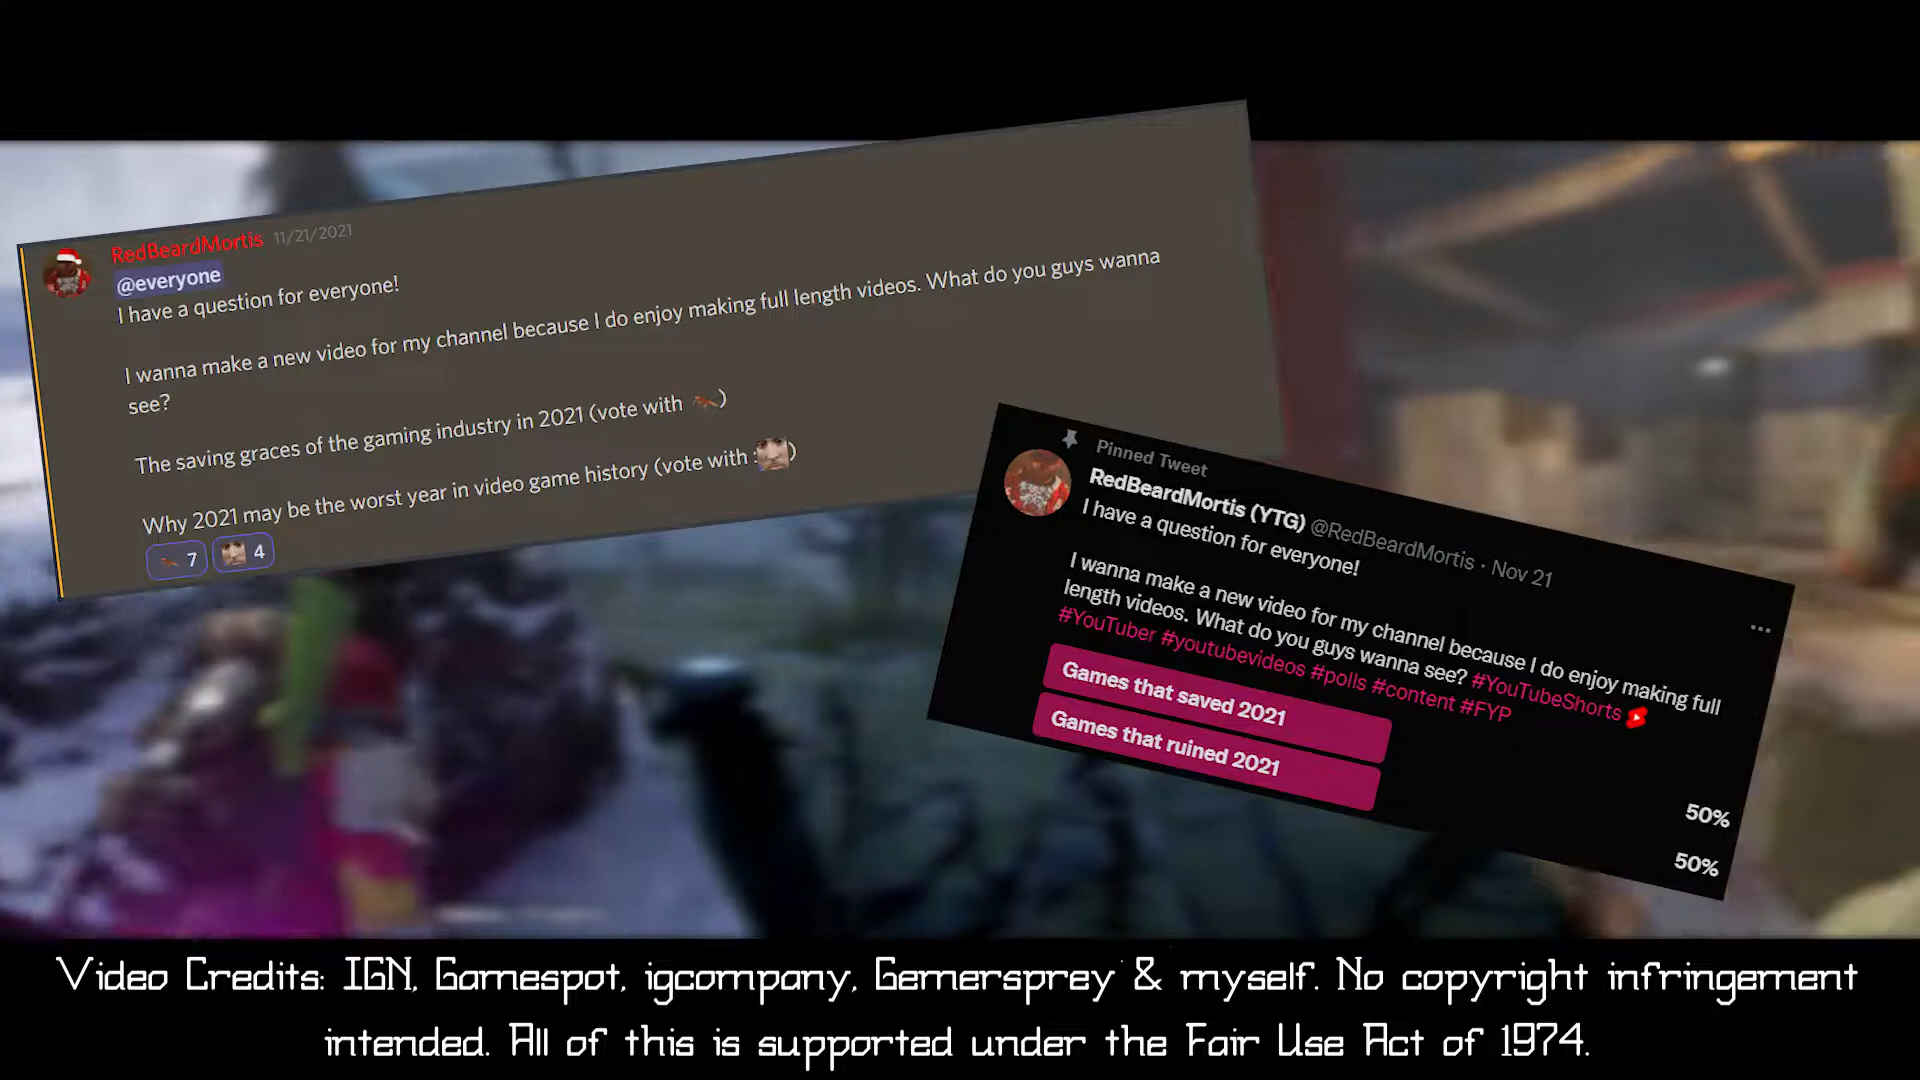 RedBeardMortis 11/21/2021
@everyone
I have a question for everyone!
I wanna make a new video for my channel because I do enjoy making full length videos. What do you guys wanna
see?
The saving graces of the gaming industry in 2021 (vote with )
Why 2021 may be the worst year in video game history (vote with : )
7 4
Pinned Tweet
RedBeardMortis (YTG) @RedBeardMortis · Nov 21
I have a question for everyone!
I wanna make a new video for my channel because I do enjoy making full
length videos. What do you guys wanna see? #YouTubeShorts
#YouTuber #youtubevideos #polls #content #FYP
Games that saved 2021
50%
Games that ruined 2021
50%
Video Credits: IGN, Gamespot, igcompany, Gemersprey & myself. No copyright infringement
intended. All of this is supported under the Fair Use Act of 1974.